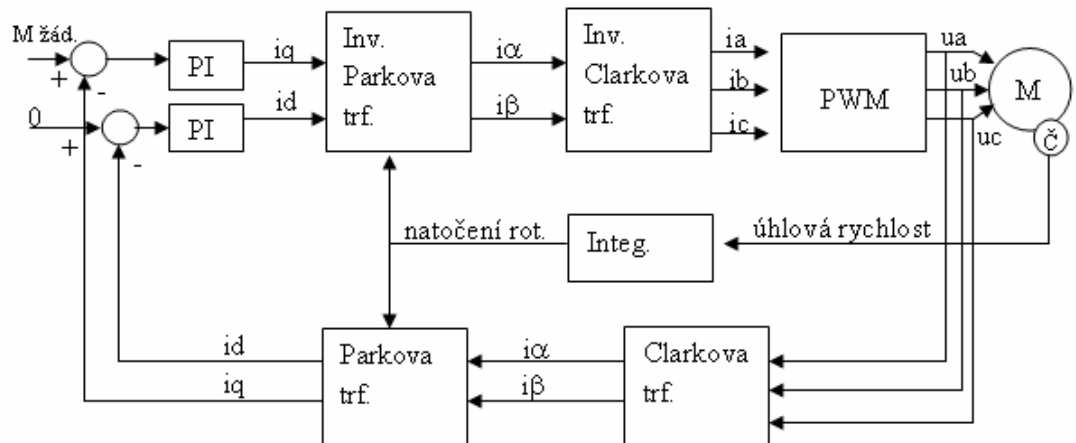 M žád.
+
-
PI
iq
Inv.
Parkova
trf.
iα
iβ
Inv.
Clarkova
trf.
ia
ib
ic
PWM
ua
ub
uc
M
Č
0
+
-
PI
id
natočení rot.
Integ.
úhlová rychlost
id
iq
Parkova
trf.
iα
iβ
Clarkova
trf.